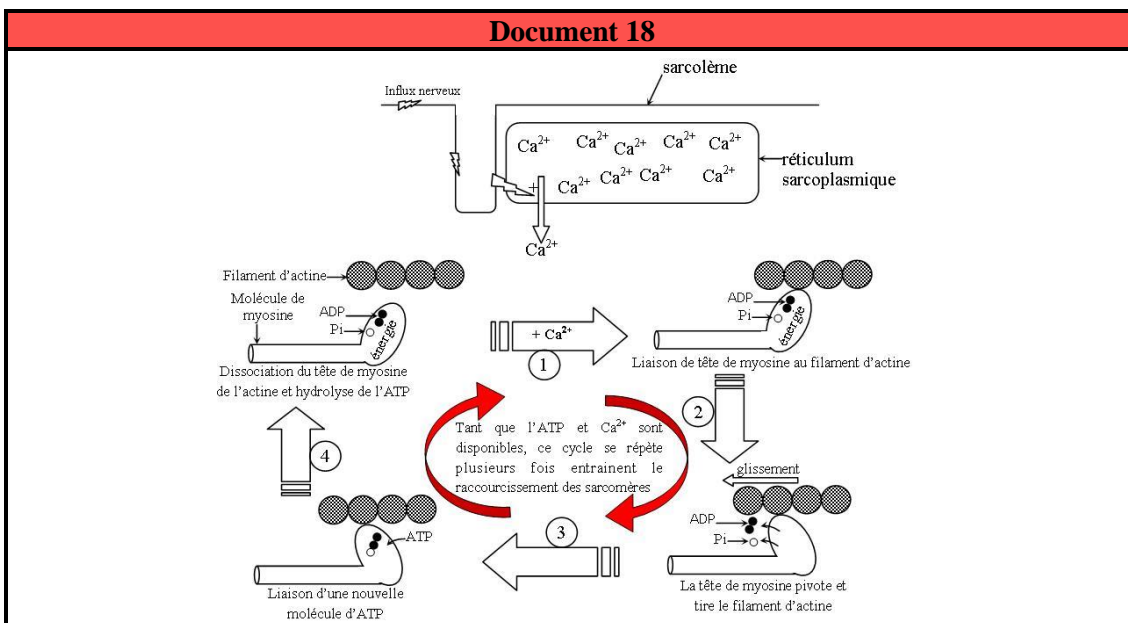 Document 18
sarcolème
Influx nerveux
Ca²⁺ Ca²⁺ Ca²⁺ Ca²⁺ Ca²⁺
réticulum
sarcoplasmique
Ca²⁺ Ca²⁺ Ca²⁺ Ca²⁺
+
Ca²⁺
Filament d'actine
Molécule de
myosine
ADP
Pi
énergie
Dissociation du tête de myosine
de l'actine et hydrolyse de l'ATP
+ Ca²⁺
1
ADP
Pi
énergie
Liaison de tête de myosine au filament d'actine
2
Tant que l'ATP et Ca²⁺ sont
disponibles, ce cycle se répète
plusieurs fois entrainent le
raccourcissement des sarcomères
4
glissement
ADP
Pi
La tête de myosine pivote et
tire le filament d'actine
3
ATP
Liaison d'une nouvelle
molécule d'ATP